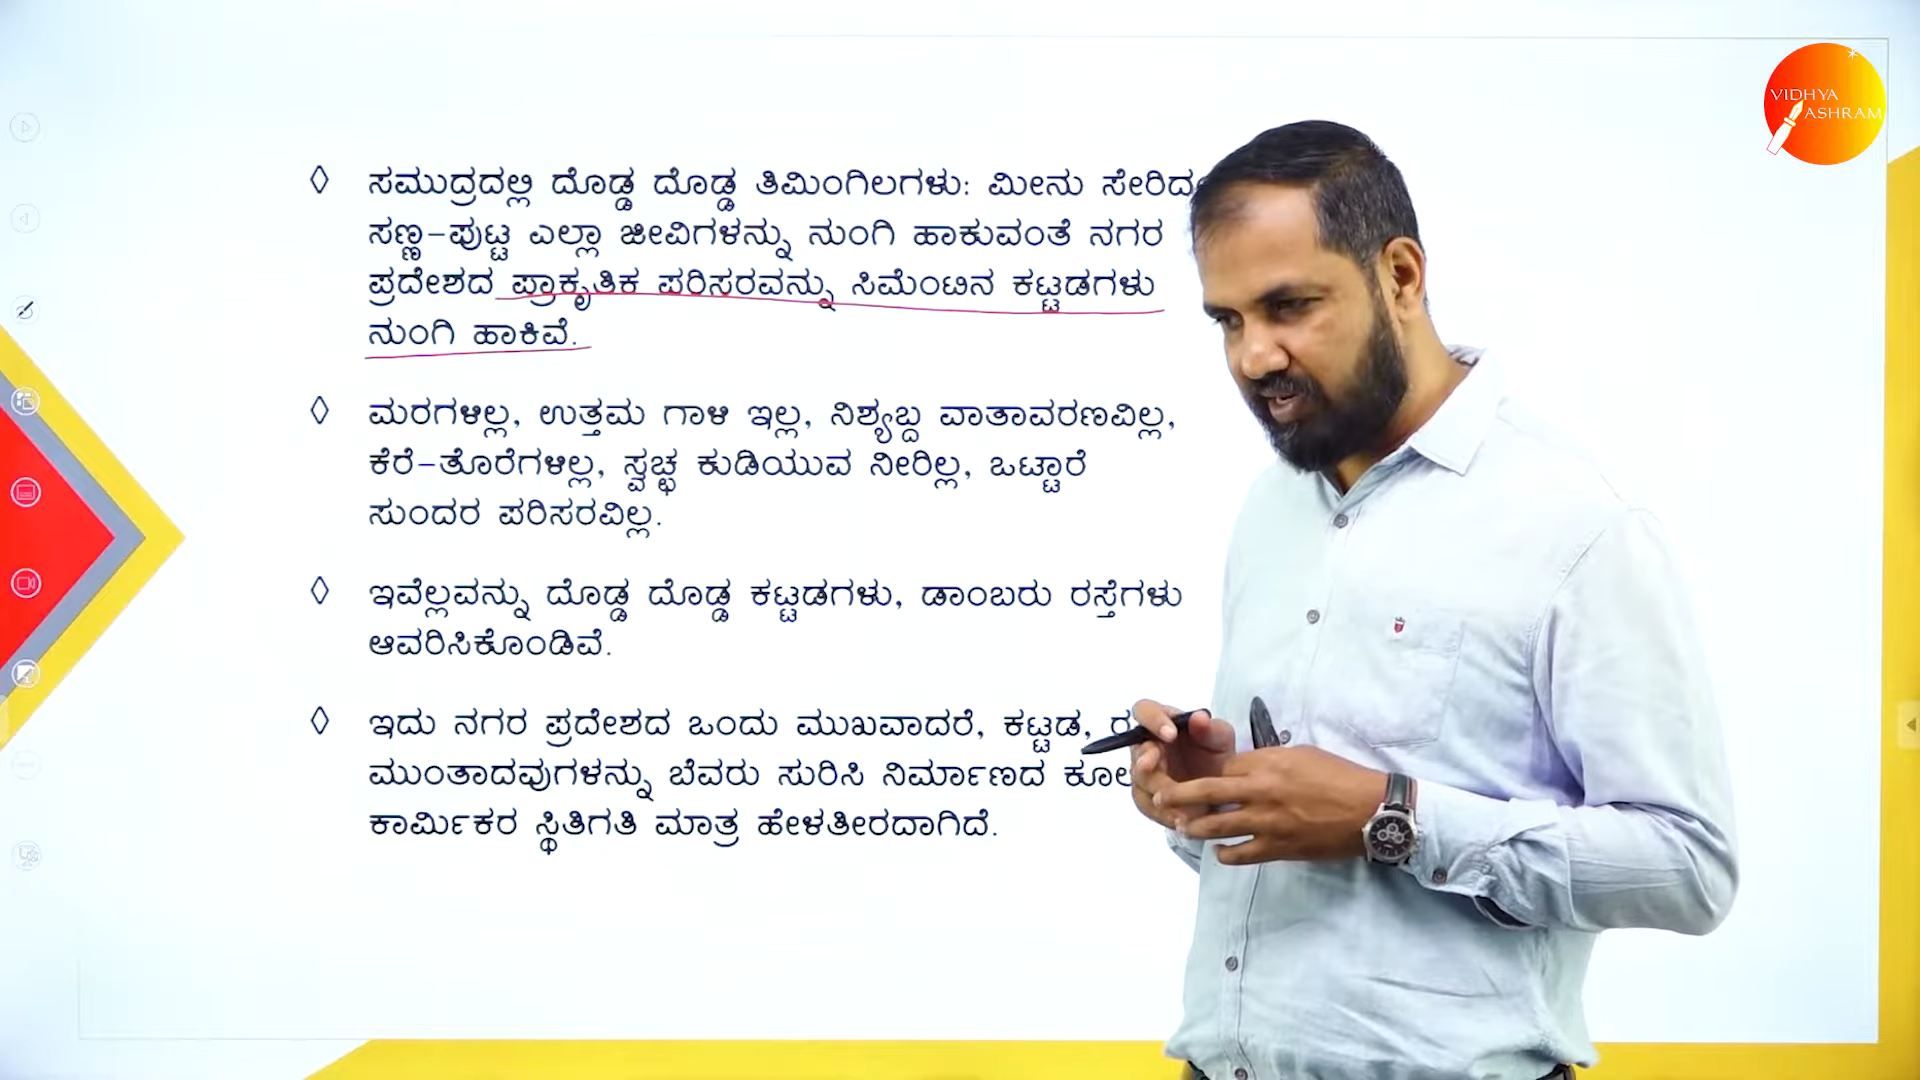 VIDHYA
ASHRAM
◊ ಸಮುದ್ರದಲ್ಲಿ ದೊಡ್ಡ ದೊಡ್ಡ ತಿಮಿಂಗಿಲಗಳು: ಮೀನು
ಸಣ್ಣ-ಪುಟ್ಟ ಎಲ್ಲಾ ಜೀವಿಗಳನ್ನು ನುಂಗಿ ಹಾಕುವಂತೆ ನಗರ
ಪ್ರದೇಶದ ಪ್ರಾಕೃತಿಕ ಪರಿಸರವನ್ನು ಸಿಮೆಂಟಿನ ಕಟ್ಟಡಗಳು
ನುಂಗಿ ಹಾಕಿವೆ.
◊ ಮರಗಳಿಲ್ಲ, ಉತ್ತಮ ಗಾಳಿ ಇಲ್ಲ, ನಿಶ್ಯಬ್ದ ವಾತಾವರಣವಿಲ್ಲ,
ಕೆರೆ-ತೊರೆಗಳಿಲ್ಲ, ಸ್ವಚ್ಛ ಕುಡಿಯುವ ನೀರಿಲ್ಲ, ಒಟ್ಟಾರೆ
ಸುಂದರ ಪರಿಸರವಿಲ್ಲ.
◊ ಇವೆಲ್ಲವನ್ನು ದೊಡ್ಡ ದೊಡ್ಡ ಕಟ್ಟಡಗಳು, ಡಾಂಬರು ರಸ್ತೆಗಳು
ಆವರಿಸಿಕೊಂಡಿವೆ.
◊ ಇದು ನಗರ ಪ್ರದೇಶದ ಒಂದು ಮುಖವಾದರೆ, ಕಟ್ಟಡ,
ಮುಂತಾದವುಗಳನ್ನು ಬೆವರು ಸುರಿಸಿ ನಿರ್ಮಾಣದ
ಕಾರ್ಮಿಕರ ಸ್ಥಿತಿಗತಿ ಮಾತ್ರ ಹೇಳತೀರದಾಗಿದೆ.